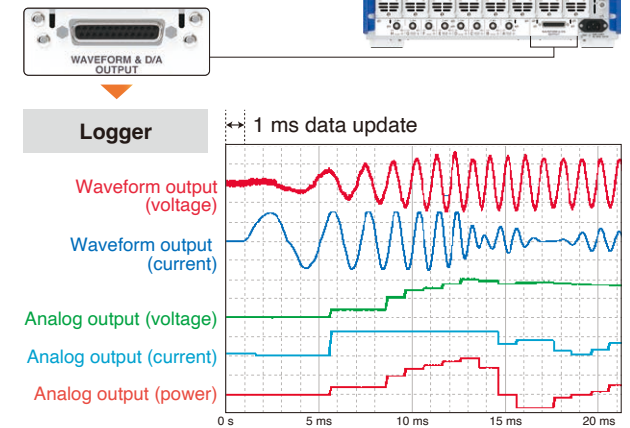 WAVEFORM & D/A
OUTPUT
Logger
1 ms data update
Waveform output
(voltage)
Waveform output
(current)
Analog output (voltage)
Analog output (current)
Analog output (power)
0 s 5 ms 10 ms 15 ms 20 ms